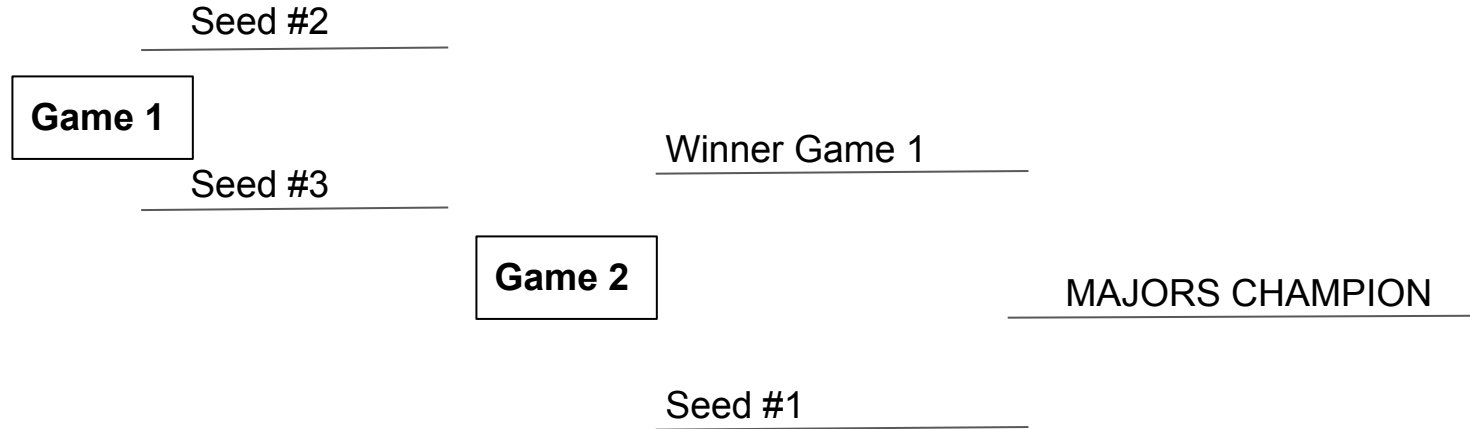 Seed #2
Game 1
Seed #3
Winner Game 1
Game 2
MAJORS CHAMPION
Seed #1